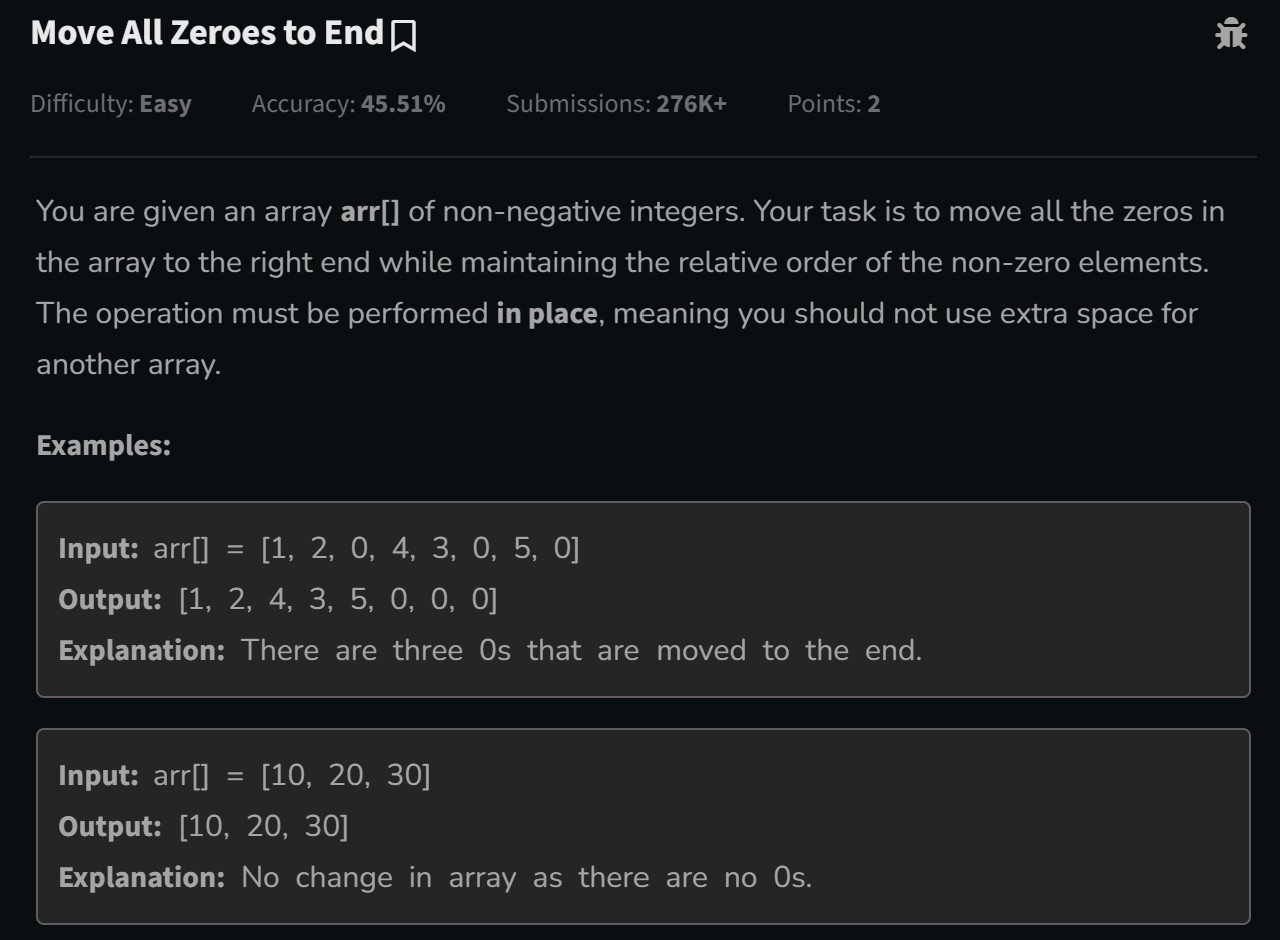 Move All Zeroes to End
Difficulty: Easy Accuracy: 45.51% Submissions: 276K+ Points: 2
You are given an array arr[] of non-negative integers. Your task is to move all the zeros in
the array to the right end while maintaining the relative order of the non-zero elements.
The operation must be performed in place, meaning you should not use extra space for
another array.
Examples:
Input: arr[] = [1, 2, 0, 4, 3, 0, 5, 0]
Output: [1, 2, 4, 3, 5, 0, 0, 0]
Explanation: There are three 0s that are moved to the end.
Input: arr[] = [10, 20, 30]
Output: [10, 20, 30]
Explanation: No change in array as there are no 0s.